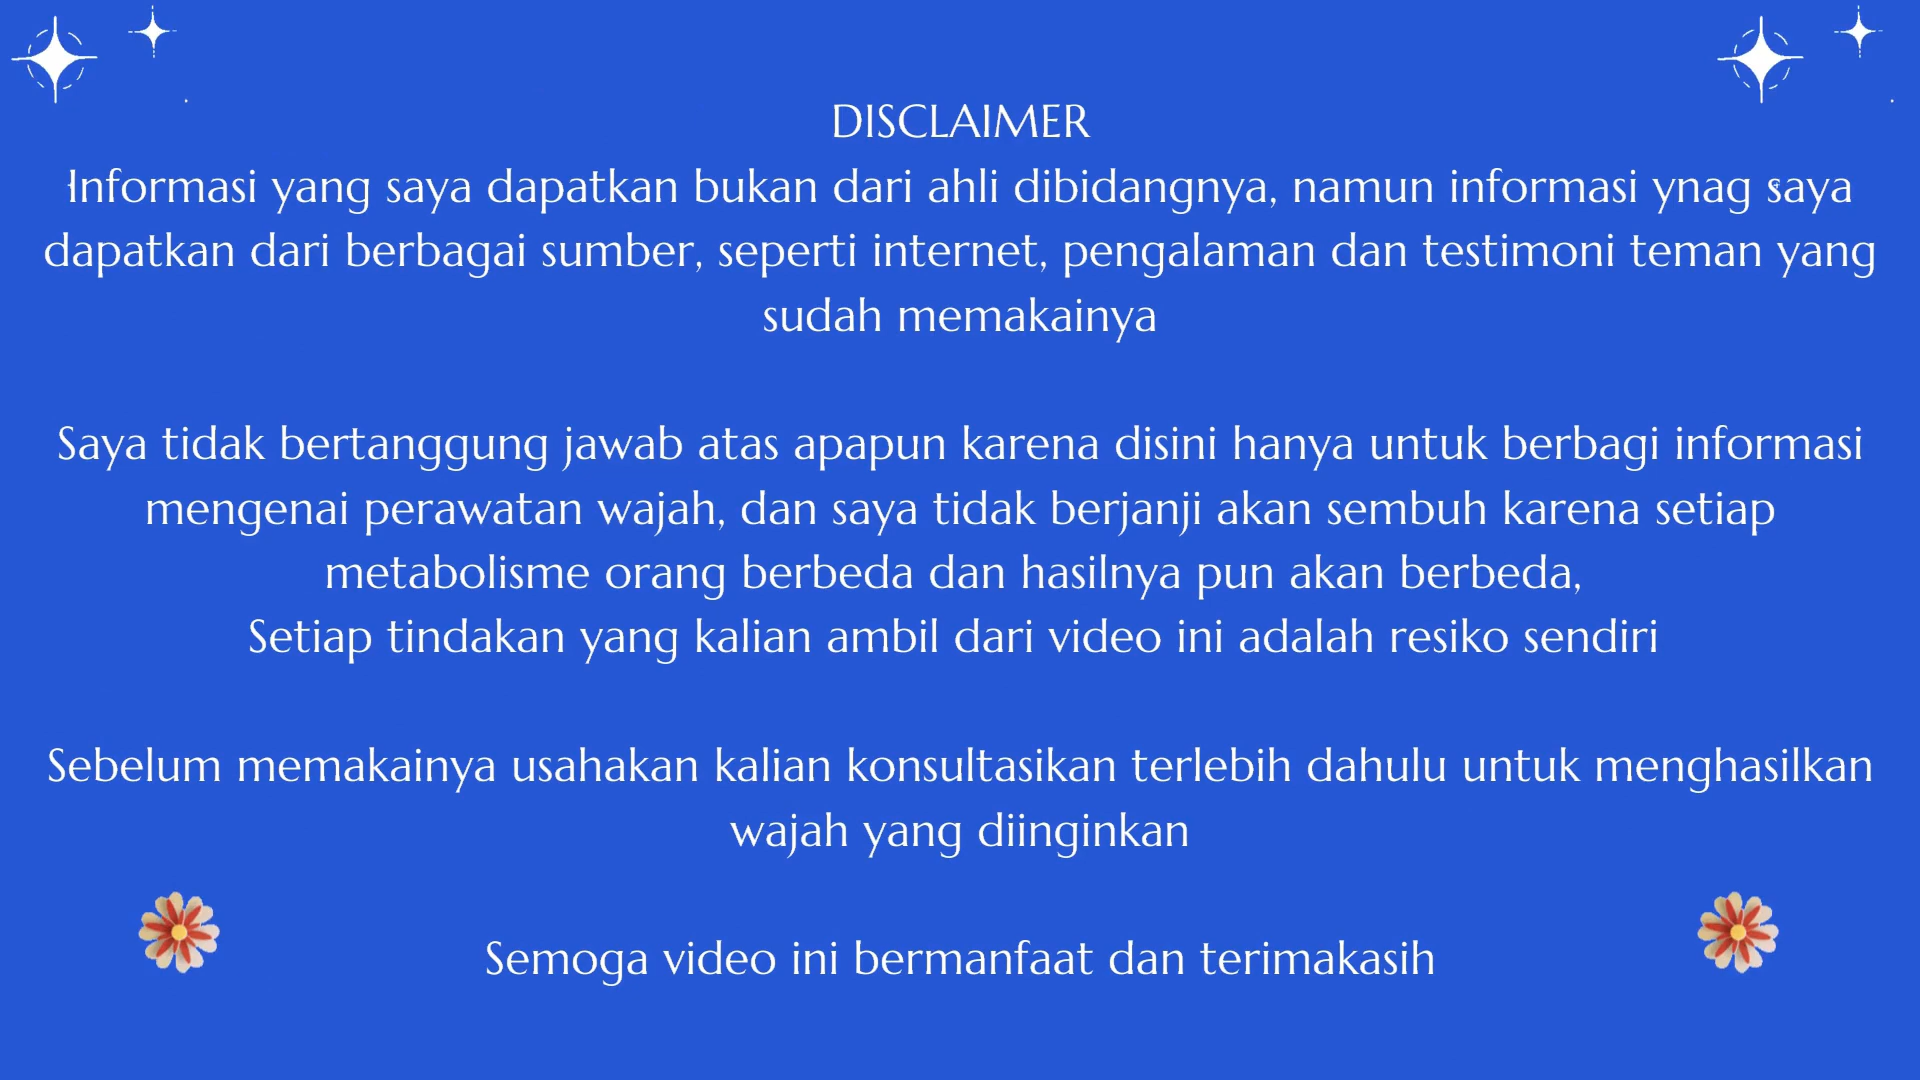 DISCLAIMER
Informasi yang saya dapatkan bukan dari ahli dibidangnya, namun informasi ynag saya
dapatkan dari berbagai sumber, seperti internet, pengalaman dan testimoni teman yang
sudah memakainya
Saya tidak bertanggung jawab atas apapun karena disini hanya untuk berbagi informasi
mengenai perawatan wajah, dan saya tidak berjanji akan sembuh karena setiap
metabolisme orang berbeda dan hasilnya pun akan berbeda,
Setiap tindakan yang kalian ambil dari video ini adalah resiko sendiri
Sebelum memakainya usahakan kalian konsultasikan terlebih dahulu untuk menghasilkan
wajah yang diinginkan
Semoga video ini bermanfaat dan terimakasih